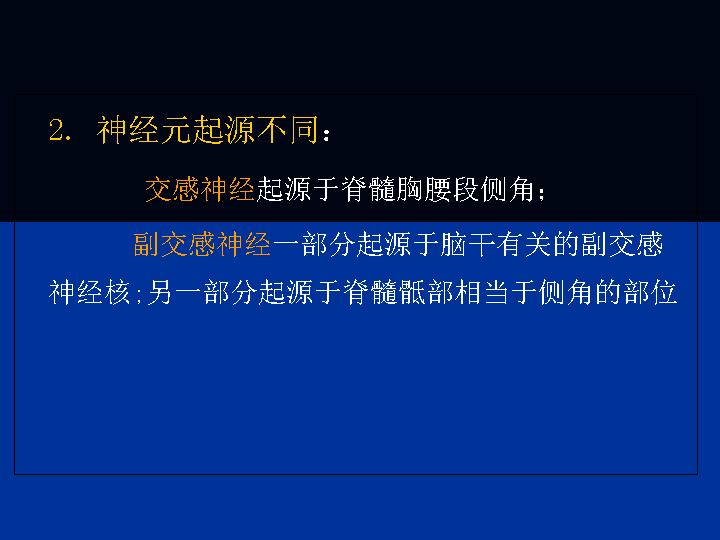 2. 神经元起源不同：
交感神经起源于脊髓胸腰段侧角；
副交感神经一部分起源于脑干有关的副交感
神经核；另一部分起源于脊髓骶部相当于侧角的部位